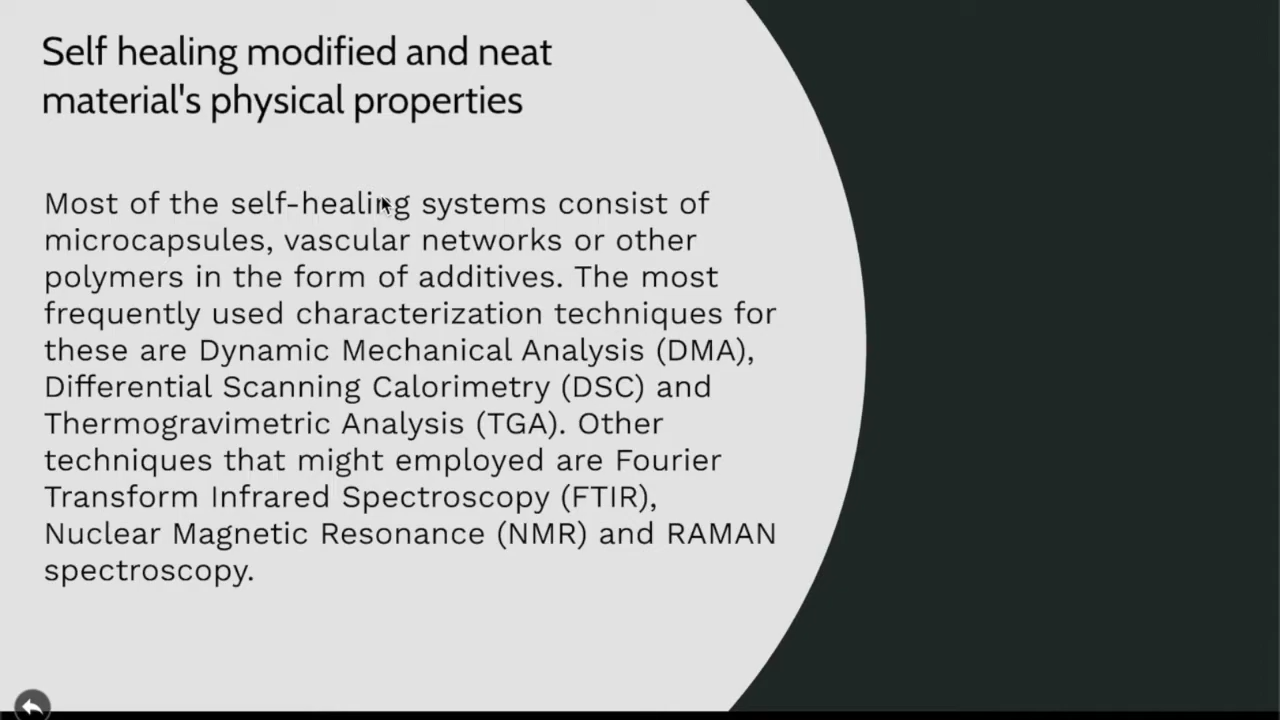 Self healing modified and neat
material's physical properties
Most of the self-healing systems consist of
microcapsules, vascular networks or other
polymers in the form of additives. The most
frequently used characterization techniques for
these are Dynamic Mechanical Analysis (DMA),
Differential Scanning Calorimetry (DSC) and
Thermogravimetric Analysis (TGA). Other
techniques that might employed are Fourier
Transform Infrared Spectroscopy (FTIR),
Nuclear Magnetic Resonance (NMR) and RAMAN
spectroscopy.